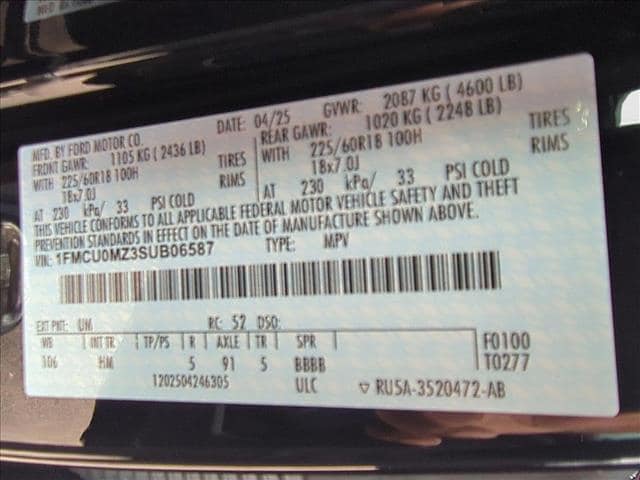 MFD. BY FORD MOTOR CO.
DATE: 04/25 GVWR: 2087 KG ( 4600 LB)
FRONT GAWR: 1105 KG ( 2436 LB) REAR GAWR: 1020 KG ( 2248 LB)
WITH 225/60R18 100H TIRES WITH 225/60R18 100H TIRES
18x7.0J RIMS 18x7.0J RIMS
AT 230 kPa/ 33 PSI COLD AT 230 kPa/ 33 PSI COLD
THIS VEHICLE CONFORMS TO ALL APPLICABLE FEDERAL MOTOR VEHICLE SAFETY AND THEFT
PREVENTION STANDARDS IN EFFECT ON THE DATE OF MANUFACTURE SHOWN ABOVE.
VIN: 1FMCU0MZ3SUB06587 TYPE: MPV
EXT PNT: UM RC: 52 DSO:
WB INT TR TP/PS R AXLE TR SPR F0100
106 HM 5 91 5 BBBB T0277
1202504246305 ULC ▽ RU5A-3520472-AB